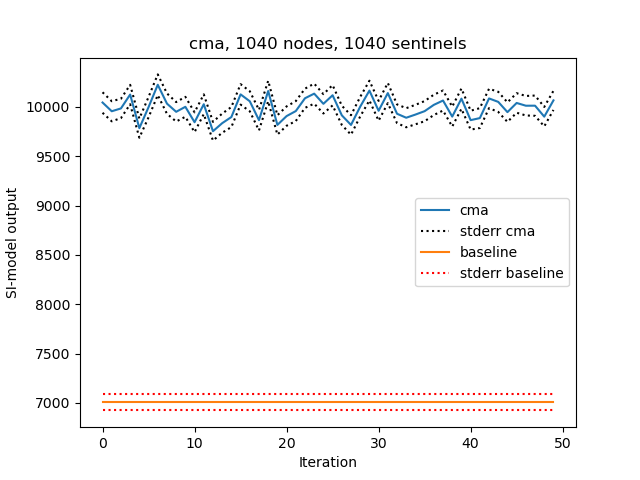 cma, 1040 nodes, 1040 sentinels
SI-model output
10000
9500
9000
8500
8000
7500
7000
cma
stderr cma
baseline
stderr baseline
0
10
20
30
40
50
Iteration